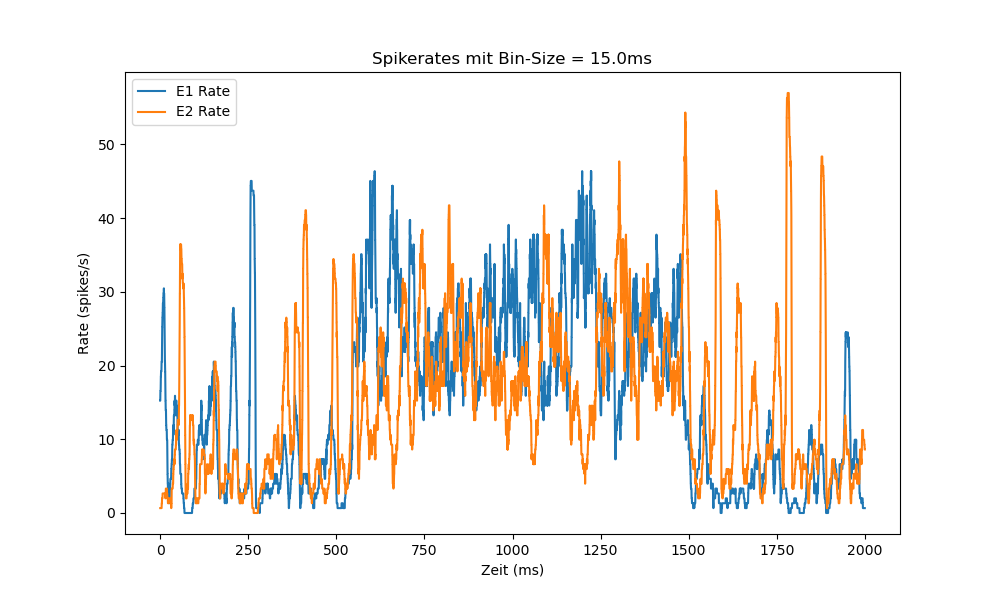 Spikerates mit Bin-Size = 15.0ms
E1 Rate
E2 Rate
Rate (spikes/s)
50
40
30
20
10
0
0 250 500 750 1000 1250 1500 1750 2000
Zeit (ms)